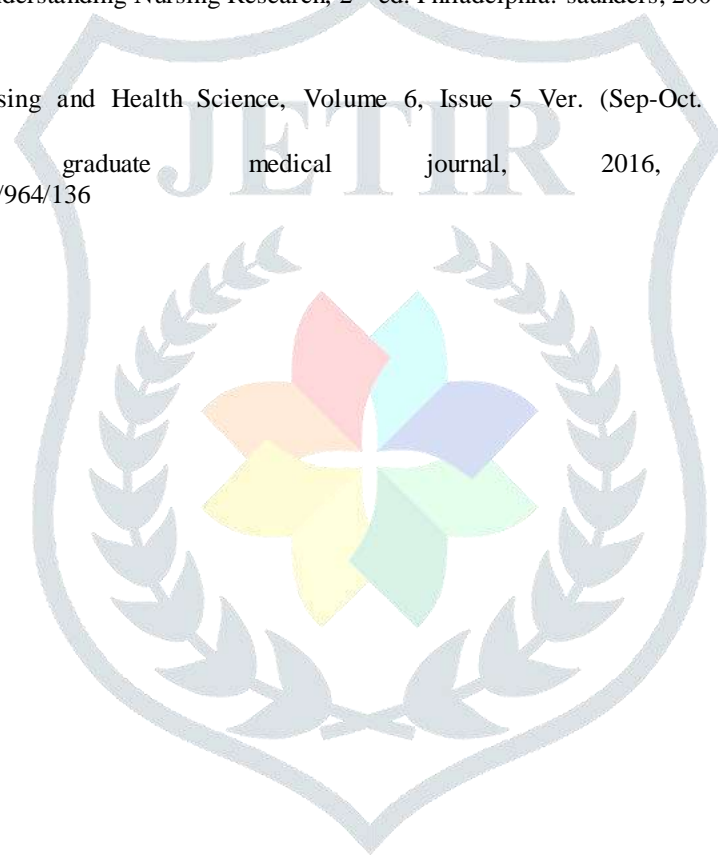 nderstanding Nursing Research, 2 ed. Philadelphia: saunders, 200
sing and Health Science, Volume 6, Issue 5 Ver. (Sep-Oct.
graduate medical journal, 2016,
/964/136
JETIR